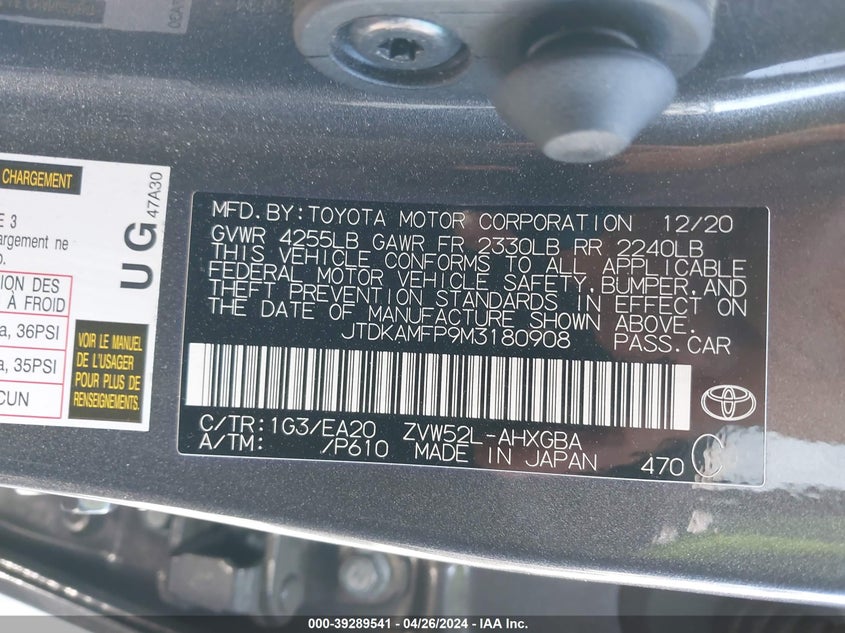 CHARGEMENT
E 3
argement ne
o.
ION DES
À FROID
a, 36PSI
a, 35PSI
CUN
VOIR LE MANUEL
DE L'USAGER
POUR PLUS DE
RENSEIGNEMENTS.
UG
47A30
MFD.BY:TOYOTA MOTOR CORPORATION 12/20
GVWR 4255LB GAWR FR 2330LB RR 2240LB
THIS VEHICLE CONFORMS TO ALL APPLICABLE
FEDERAL MOTOR VEHICLE SAFETY,BUMPER,AND
THEFT PREVENTION STANDARDS IN EFFECT ON
THE DATE OF MANUFACTURE SHOWN ABOVE.
JTDKAMFP9M3180908 PASS.CAR
C/TR:1G3/EA20 ZVW52L-AHXGBA
A/TM: /P610 MADE IN JAPAN 470
000-39289541 - 04/26/2024 - IAA Inc.